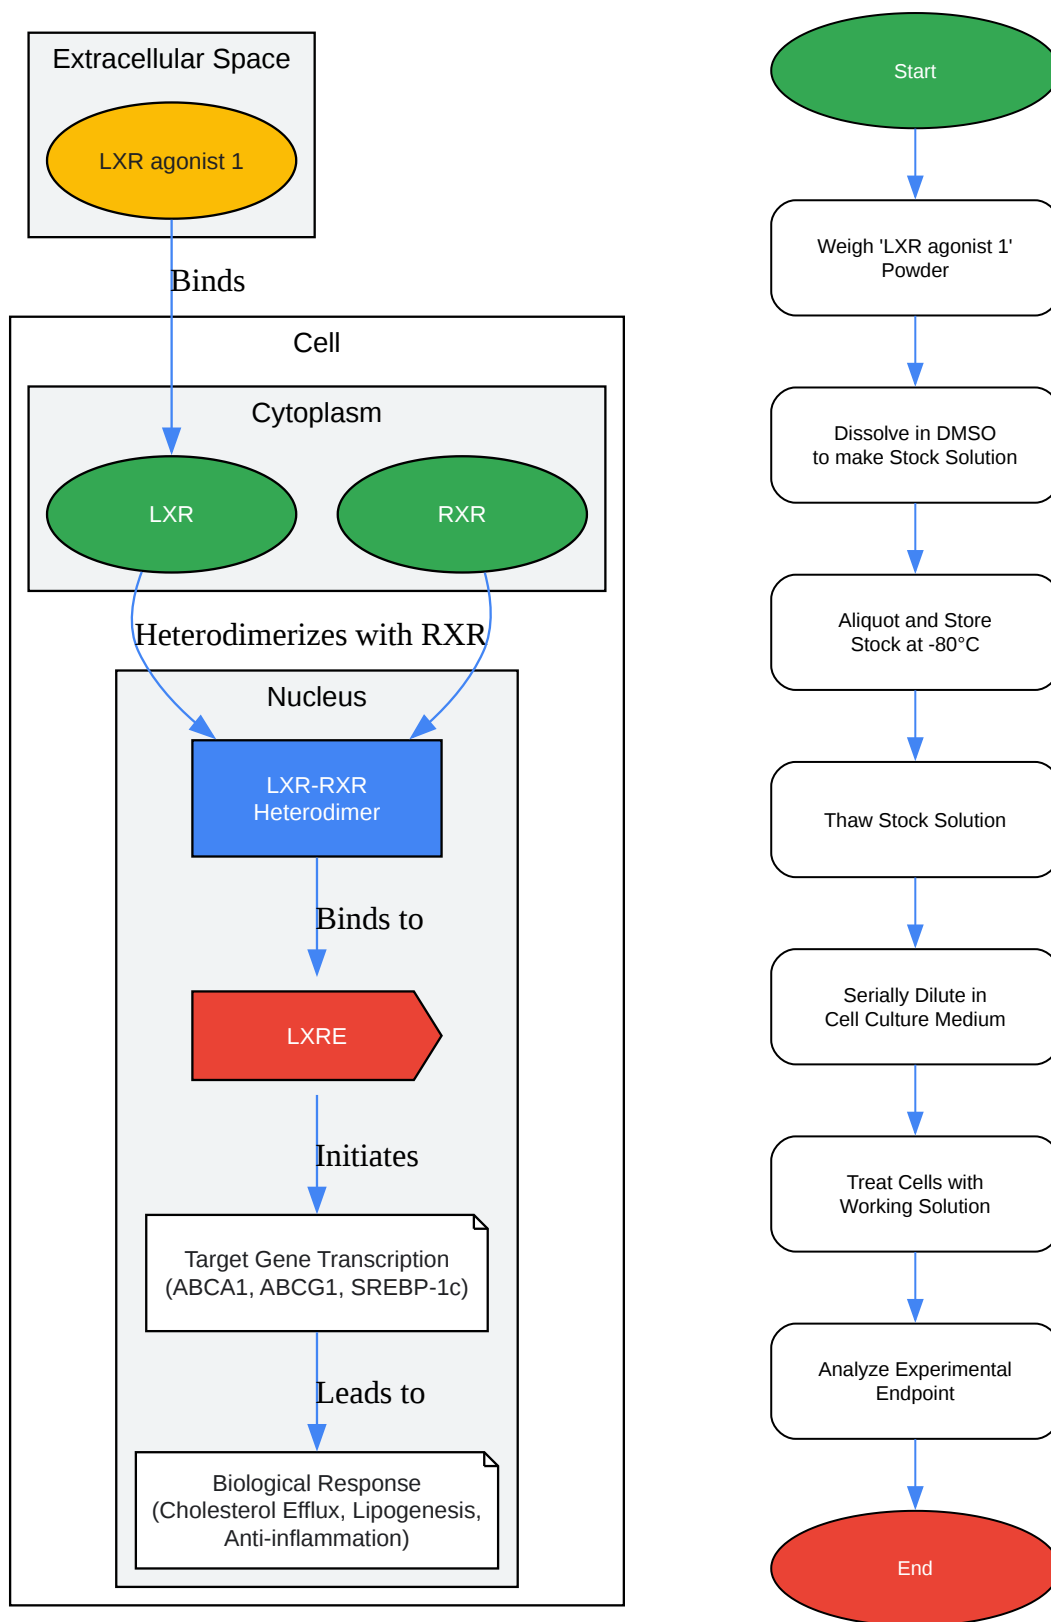 Extracellular Space
LXR agonist 1
Binds
Cell
Cytoplasm
LXR
RXR
Heterodimerizes with RXR
Nucleus
LXR-RXR
Heterodimer
Binds to
LXRE
Initiates
Target Gene Transcription
(ABCA1, ABCG1, SREBP-1c)
Leads to
Biological Response
(Cholesterol Efflux, Lipogenesis,
Anti-inflammation)
Start
Weigh 'LXR agonist 1'
Powder
Dissolve in DMSO
to make Stock Solution
Aliquot and Store
Stock at -80°C
Thaw Stock Solution
Serially Dilute in
Cell Culture Medium
Treat Cells with
Working Solution
Analyze Experimental
Endpoint
End